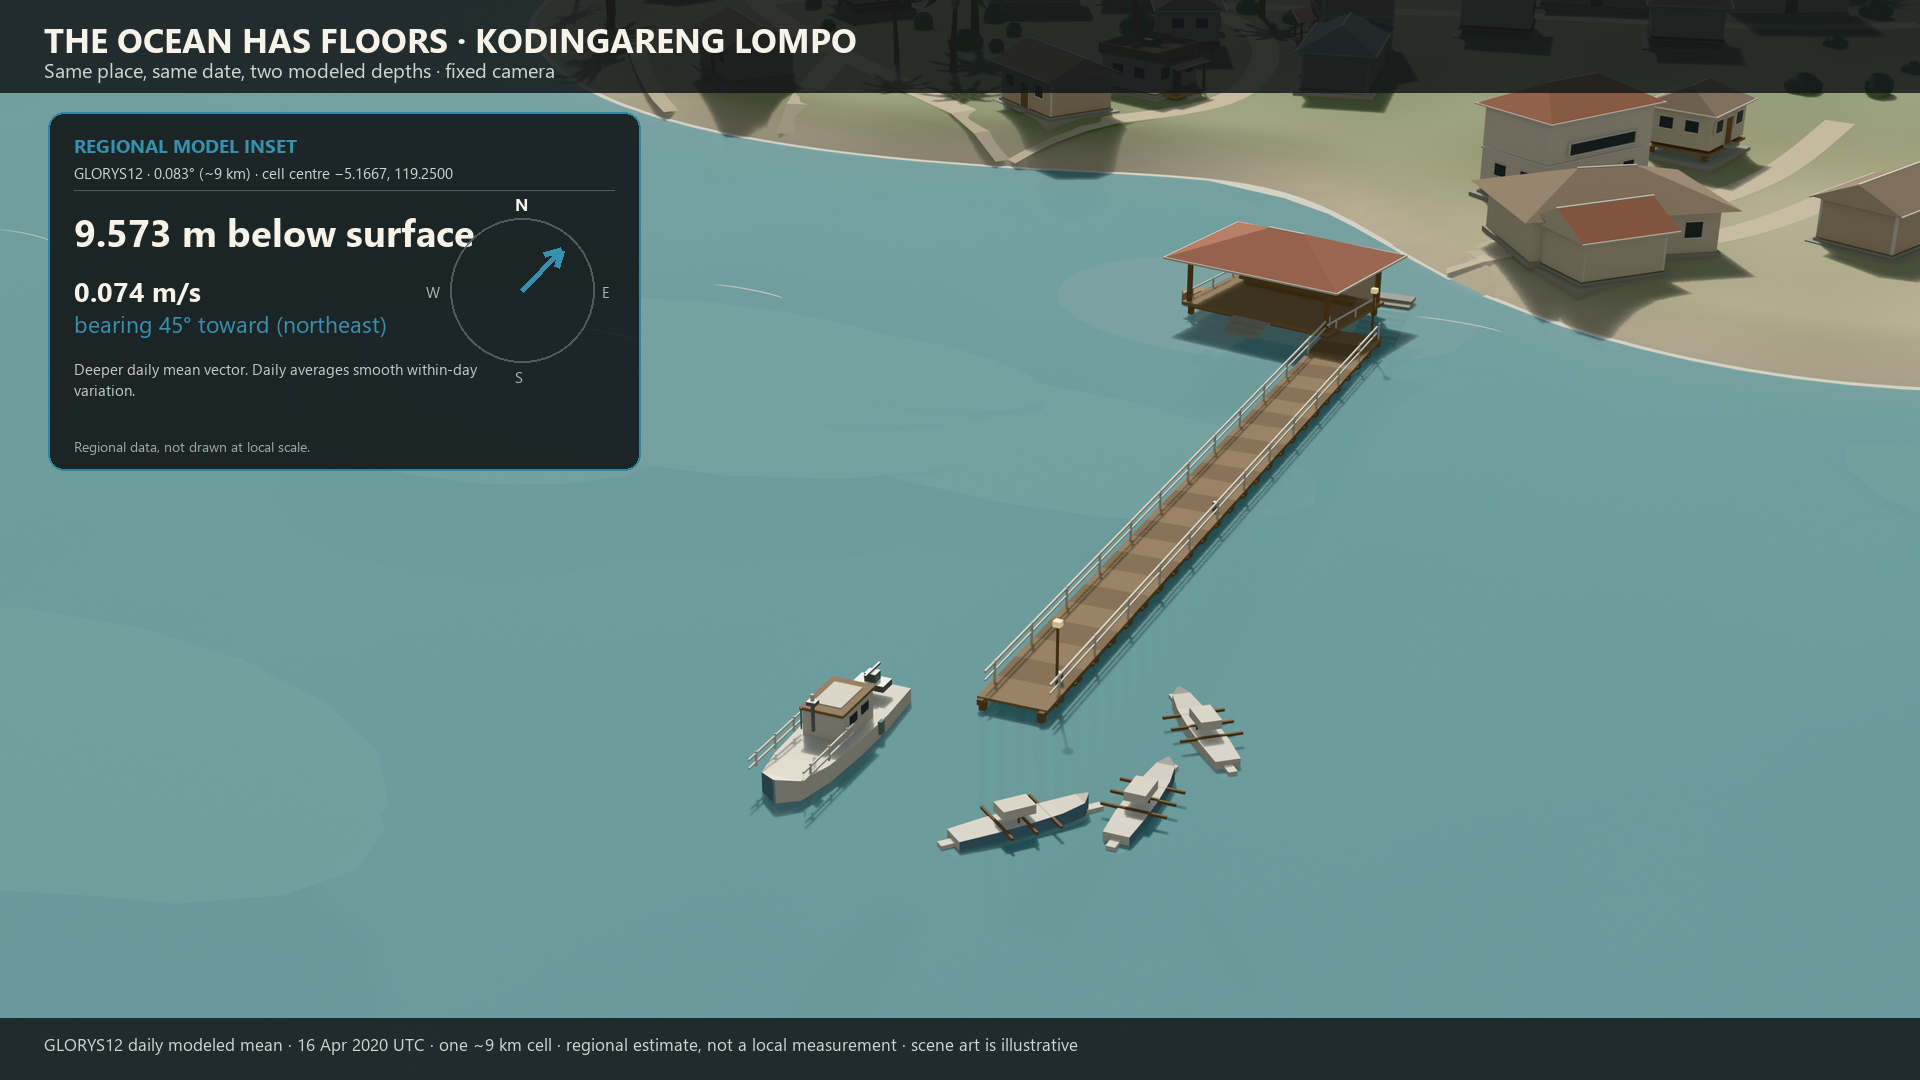 THE OCEAN HAS FLOORS · KODINGARENG LOMPO
Same place, same date, two modeled depths · fixed camera
REGIONAL MODEL INSET
GLORYS12 · 0.083° (~9 km) · cell centre −5.1667, 119.2500
N
9.573 m below surface
0.074 m/s
W
E
bearing 45° toward (northeast)
Deeper daily mean vector. Daily averages smooth within-day
variation.
S
Regional data, not drawn at local scale.
GLORYS12 daily modeled mean · 16 Apr 2020 UTC · one ~9 km cell · regional estimate, not a local measurement · scene art is illustrative